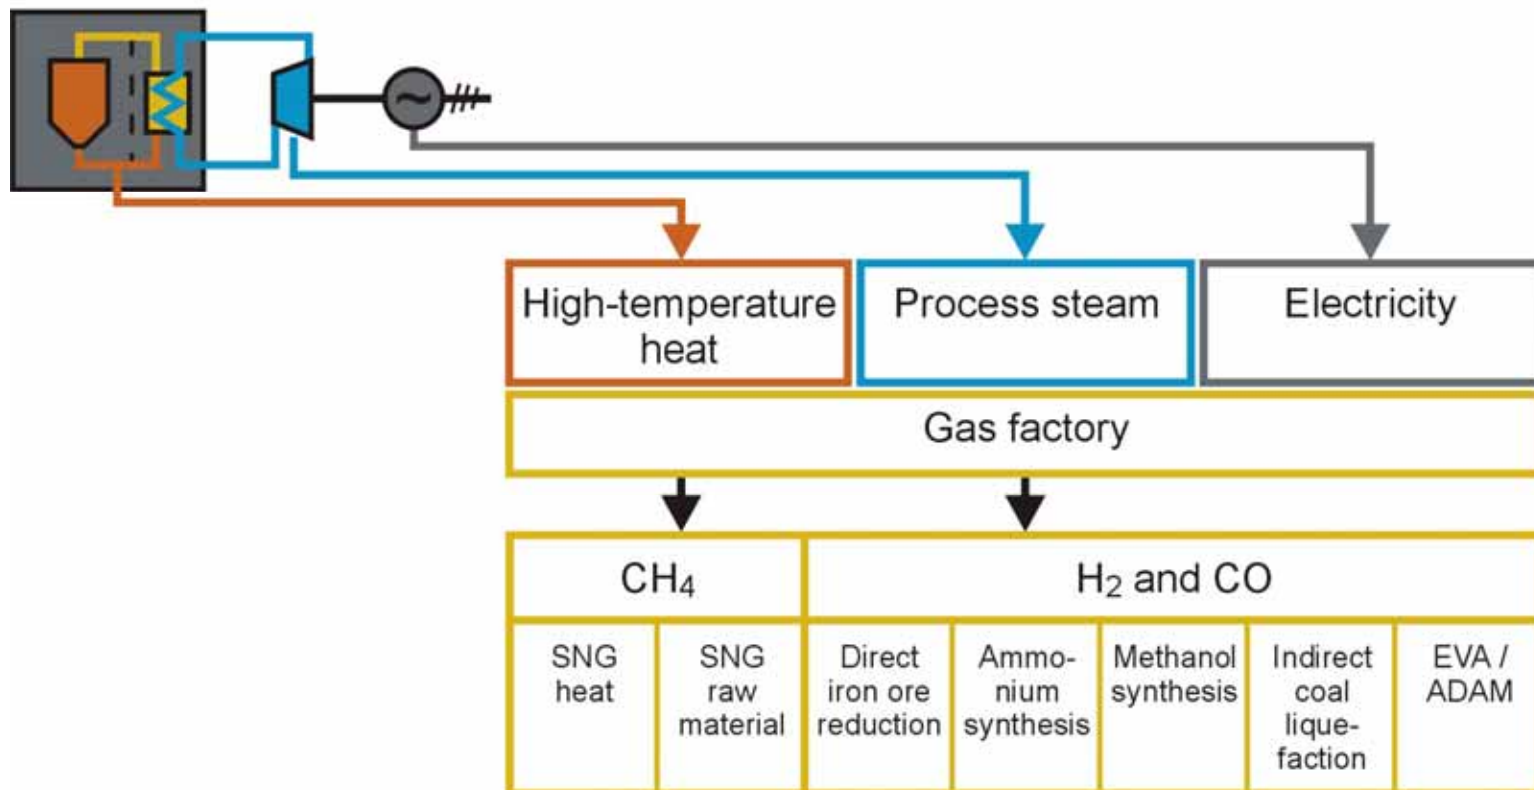 ~
High-temperature
heat
Process steam
Electricity
Gas factory
CH₄
H₂ and CO
SNG
heat
SNG
raw
material
Direct
iron ore
reduction
Ammo-
nium
synthesis
Methanol
synthesis
Indirect
coal
lique-
faction
EVA /
ADAM